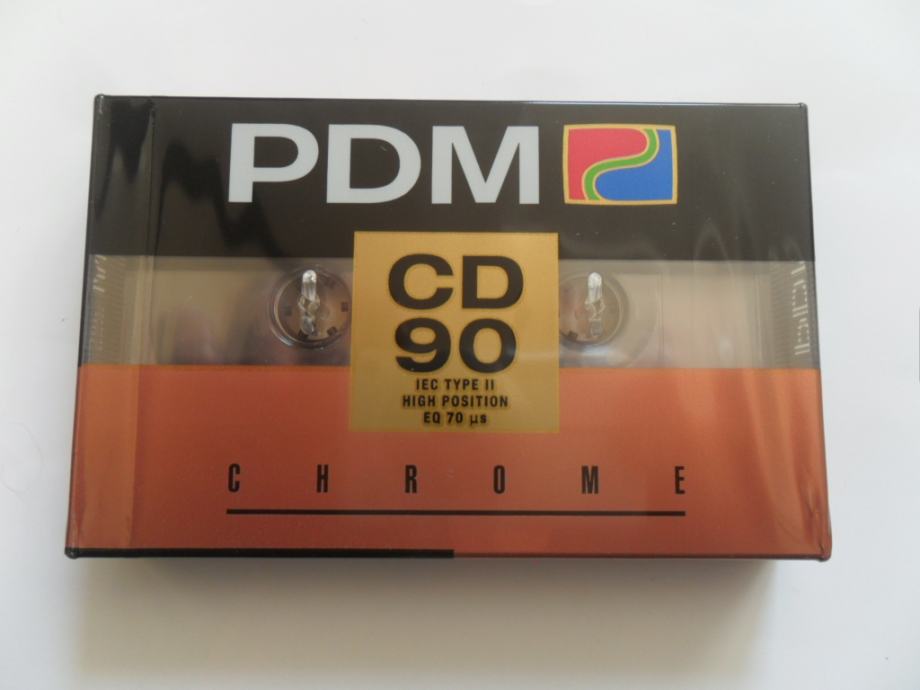 PDM
CD
90
IEC TYPE II
HIGH POSITION
EQ 70 µs
CHROME